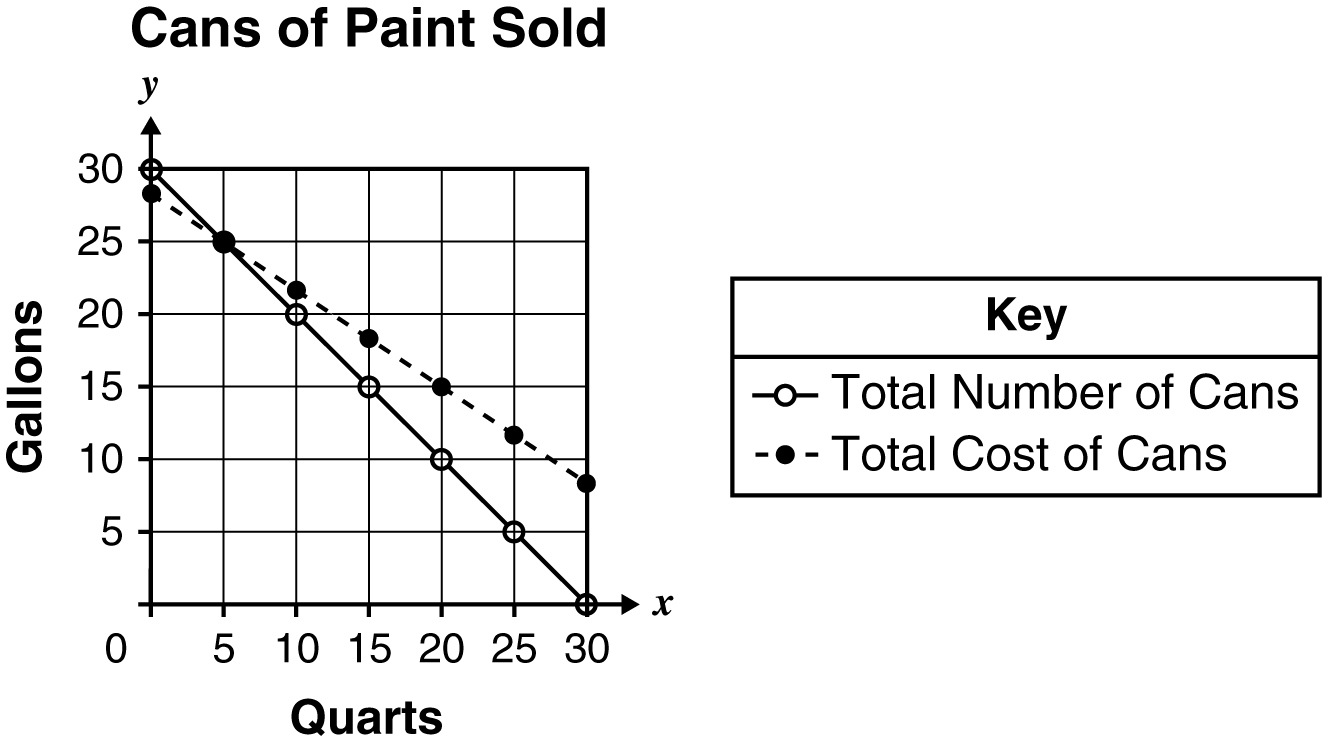 Cans of Paint Sold
y
30
25
20
15
10
5
Gallons
0 5 10 15 20 25 30
x
Quarts
Key
Total Number of Cans
Total Cost of Cans